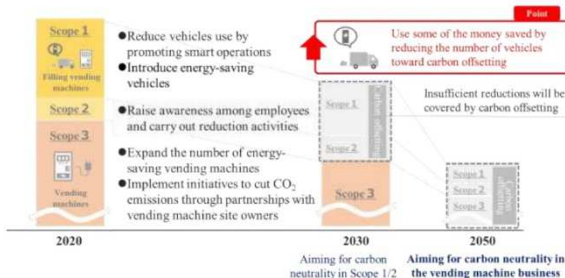 Point
Use some of the money saved by
reducing the number of vehicles
toward carbon offsetting
Scope 1
Filling vending
machines
Scope 2
Scope 3
Vending
machines
●Reduce vehicles use by
promoting smart operations
●Introduce energy-saving
vehicles
●Raise awareness among employees
and carry out reduction activities
●Expand the number of energy-
saving vending machines
●Implement initiatives to cut CO₂
emissions through partnerships with
vending machine site owners
Scope 1
Scope 2
Carbon offsetting
Scope 3
Insufficient reductions will be
covered by carbon offsetting
Scope 1
Scope 2
Scope 3
Carbon
offsetting
2020
2030
2050
Aiming for carbon
neutrality in Scope 1/2
Aiming for carbon neutrality in
the vending machine business